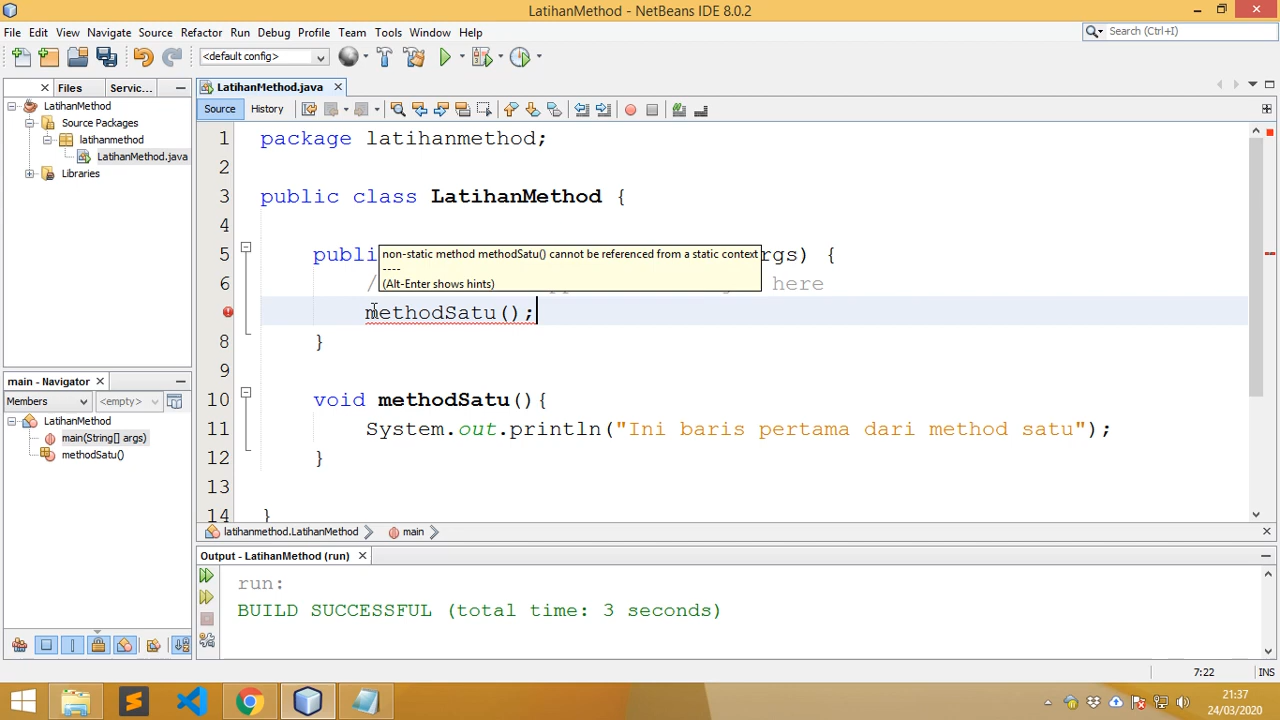 LatihanMethod - NetBeans IDE 8.0.2
File Edit View Navigate Source Refactor Run Debug Profile Team Tools Window Help
Search (Ctrl+I)
<default config>
Files Servic...
LatihanMethod.java
LatihanMethod
Source Packages
latihanmethod
LatihanMethod.java
Libraries
Source History
1 package latihanmethod;
2
3 public class LatihanMethod {
4
5 publi rgs) {
non-static method methodSatu() cannot be referenced from a static context
----
(Alt-Enter shows hints)
6 / here
methodSatu();
8 }
9
10 void methodSatu(){
11 System.out.println("Ini baris pertama dari method satu");
12 }
13
14 }
main - Navigator
Members <empty>
LatihanMethod
main(String[] args)
methodSatu()
latihanmethod.LatihanMethod main
Output - LatihanMethod (run)
run:
BUILD SUCCESSFUL (total time: 3 seconds)
7:22 INS
21:37
24/03/2020